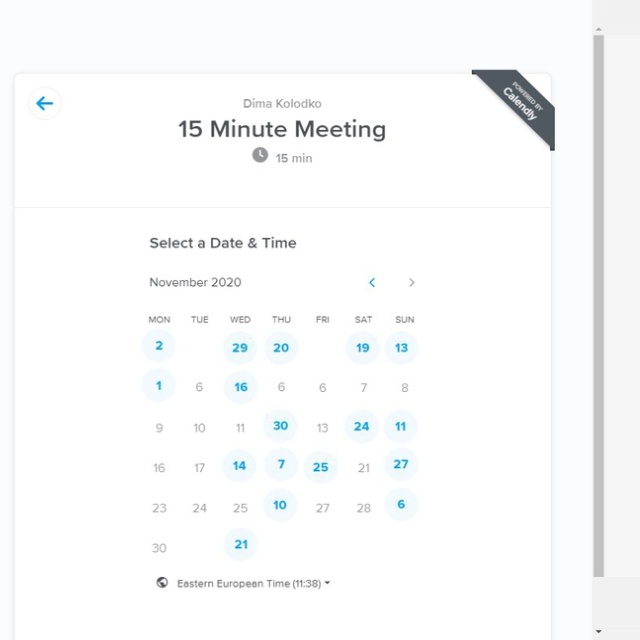 POWERED BY
Calendly
Dima Kolodko
15 Minute Meeting
15 min
Select a Date & Time
November 2020
MON TUE WED THU FRI SAT SUN
2 29 20 19 13
1 6 16 6 6 7 8
9 10 11 30 13 24 11
16 17 14 7 25 21 27
23 24 25 10 27 28 6
30 21
Eastern European Time (11:38)